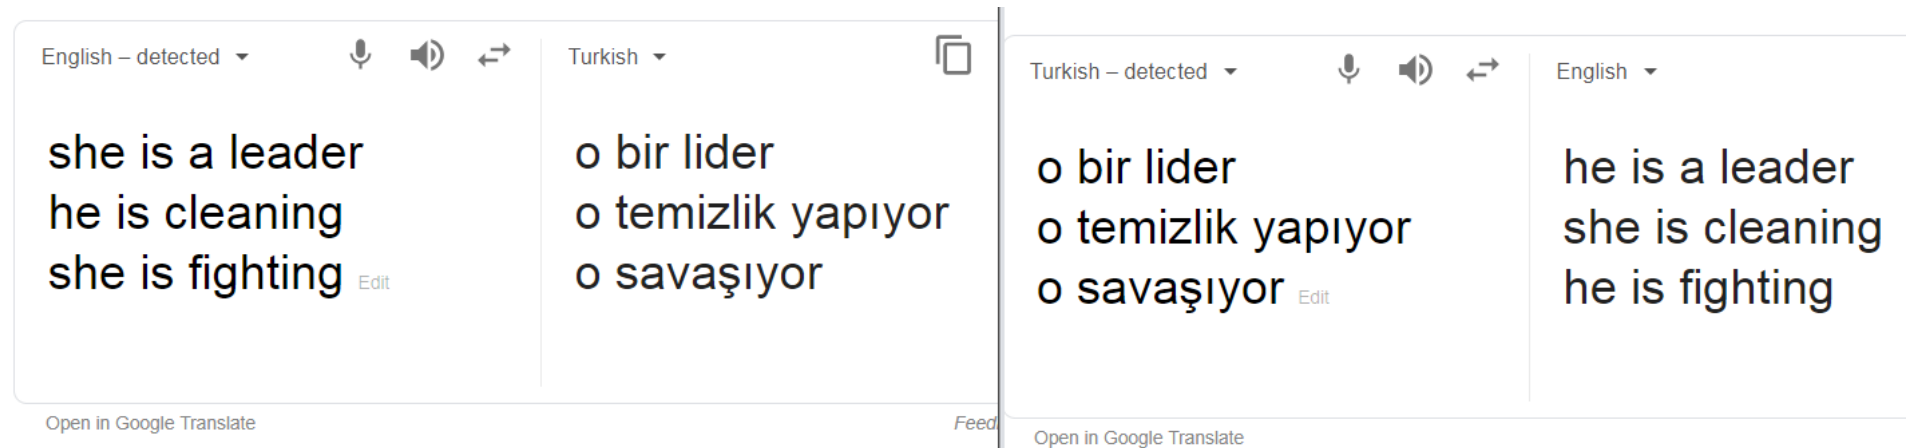 English – detected
Turkish
she is a leader
he is cleaning
she is fighting Edit
o bir lider
o temizlik yapıyor
o savaşıyor
Open in Google Translate
Feed
Turkish – detected
English
o bir lider
o temizlik yapıyor
o savaşıyor Edit
he is a leader
she is cleaning
he is fighting
Open in Google Translate